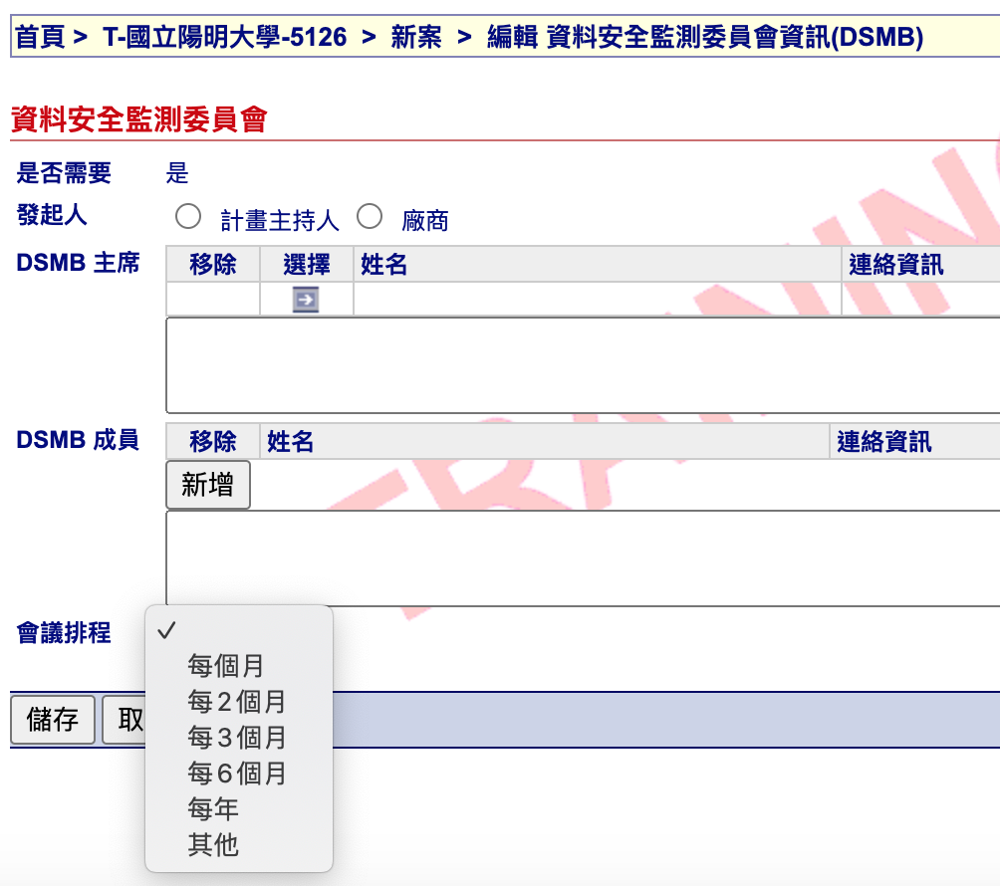 首頁 > T-國立陽明大學-5126 > 新案 > 編輯 資料安全監測委員會資訊(DSMB)
資料安全監測委員會
是否需要 是
發起人 計畫主持人 廠商
DSMB 主席 移除 選擇 姓名 連絡資訊
DSMB 成員 移除 姓名 連絡資訊
新增
會議排程
每個月
每2個月
每3個月
每6個月
每年
其他
儲存 取
TRAINING